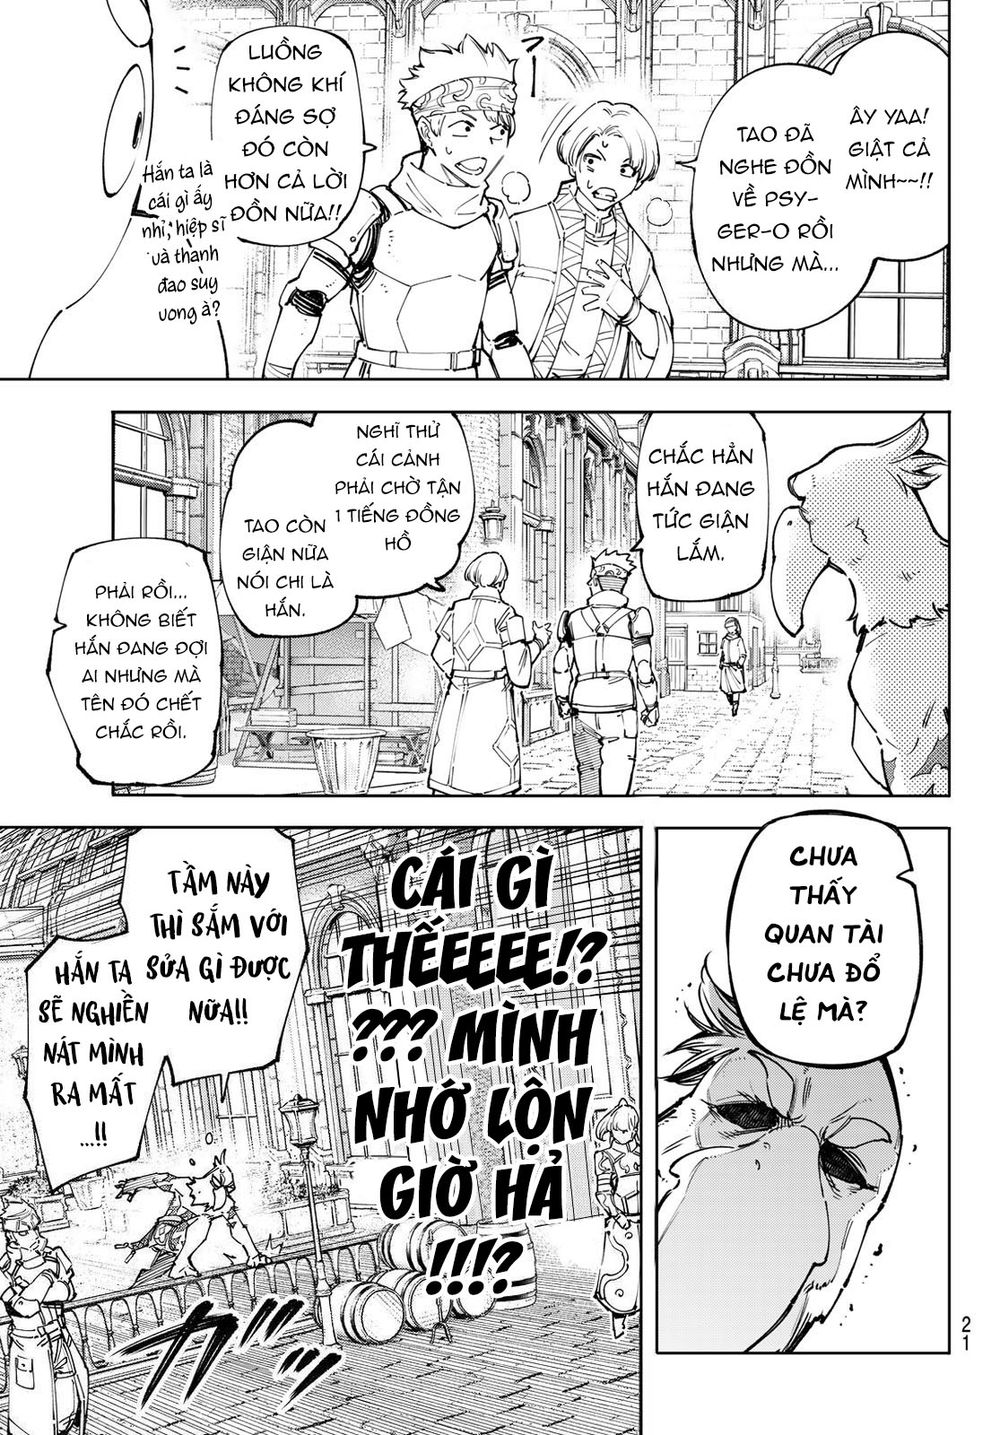 ÂY YAA!
GIẬT CẢ
MÌNH~~!!
TAO ĐÃ
NGHE ĐỒN
VỀ PSY-
GER-O RỒI
NHƯNG MÀ...
LUỒNG
KHÔNG KHÍ
ĐÁNG SỢ
ĐÓ CÒN
HƠN CẢ LỜI
ĐỒN NỮA!!
Hắn ta là
cái gì ấy
nhỉ, hiệp sĩ
và thanh
đao sùy
vong à?
CHẮC HẲN
HẮN ĐANG
TỨC GIẬN
LẮM.
NGHĨ THỬ
CÁI CẢNH
PHẢI CHỜ TẬN
1 TIẾNG ĐỒNG
HỒ
TAO CÒN
GIẬN NỮA
NÓI CHI LÀ
HẮN.
PHẢI RỒI...
KHÔNG BIẾT
HẮN ĐANG ĐỢI
AI NHƯNG MÀ
TÊN ĐÓ CHẾT
CHẮC RỒI.
CHƯA
THẤY
QUAN TÀI
CHƯA ĐỔ
LỆ MÀ?
CÁI GÌ
THẾEEEE!?
??? MÌNH
NHỚ LỘN
GIỜ HẢ
!!!?
TẦM NÀY
THÌ SẮM VỚI
SỬA GÌ ĐƯỢC
NỮA!!
HẮN TA
SẼ NGHIỀN
NÁT MÌNH
RA MẤT
...!!
ガッ
21